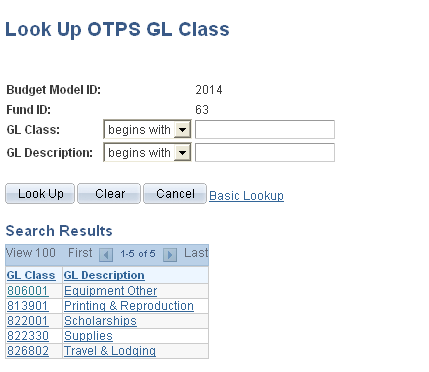 Look Up OTPS GL Class
Budget Model ID: 2014
Fund ID: 63
GL Class: begins with
GL Description: begins with
Look Up Clear Cancel Basic Lookup
Search Results
View 100 First 1-5 of 5 Last
GL Class GL Description
806001 Equipment Other
813901 Printing & Reproduction
822001 Scholarships
822330 Supplies
826802 Travel & Lodging